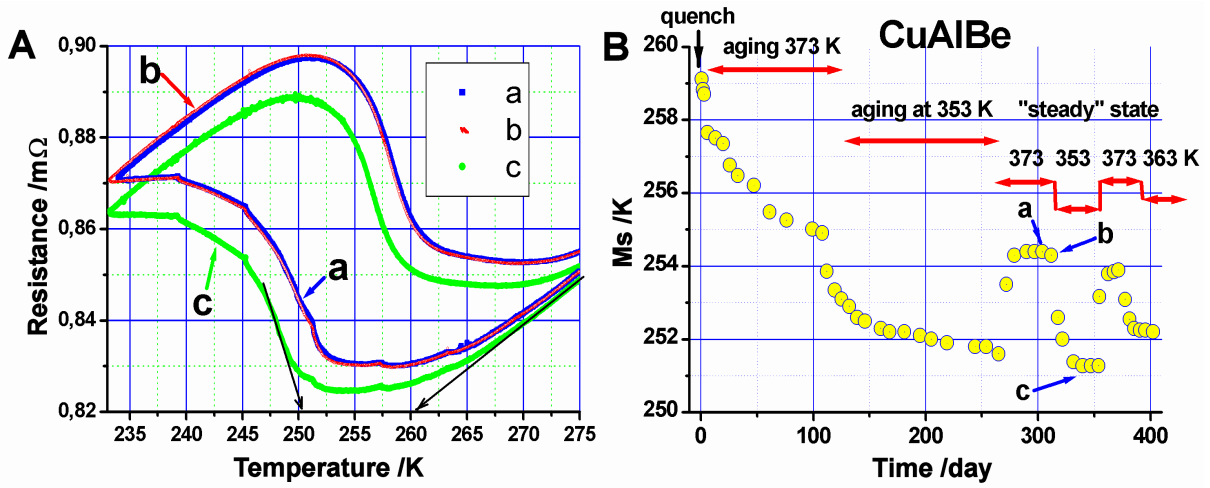 A
Resistance /mΩ
0,90
0,88
0,86
0,84
0,82
b
a
c
a
b
c
235 240 245 250 255 260 265 270 275
Temperature /K
B
CuAlBe
quench
aging 373 K
aging at 353 K
"steady" state
373 353 373 363 K
a
b
c
Ms /K
260
258
256
254
252
250
0 100 200 300 400
Time /day